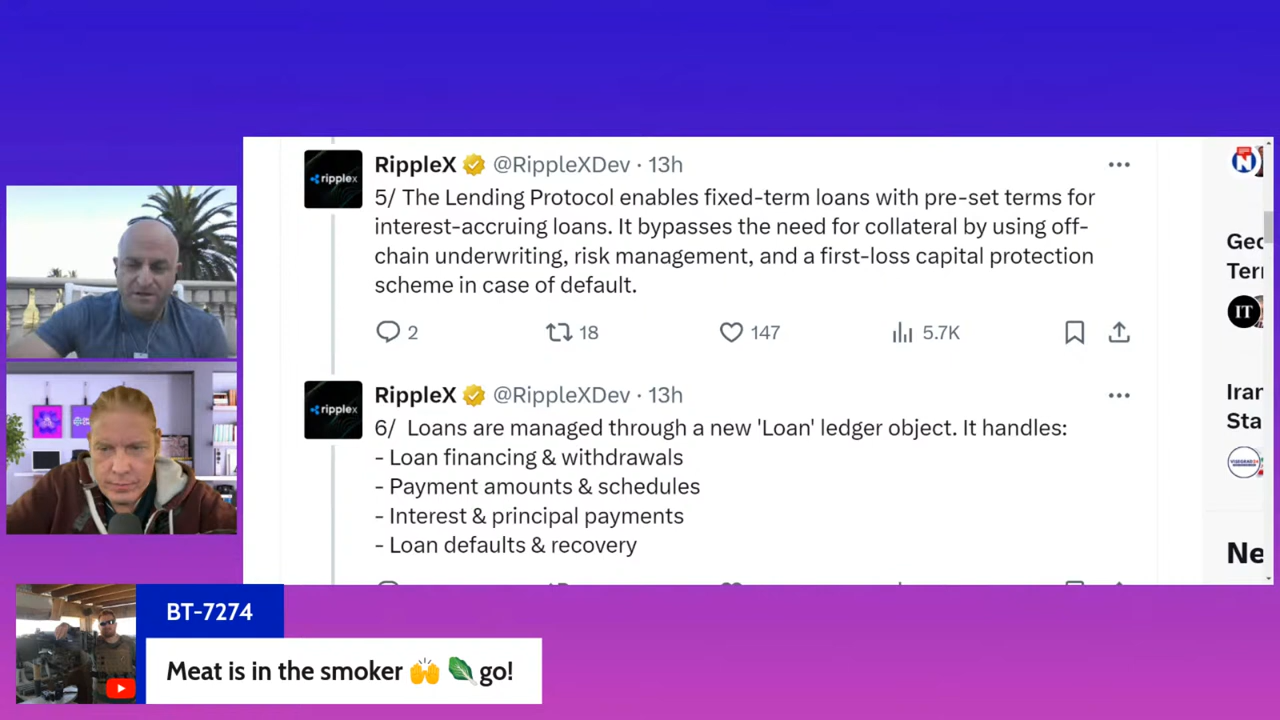 RippleX @RippleXDev · 13h
5/ The Lending Protocol enables fixed-term loans with pre-set terms for
interest-accruing loans. It bypasses the need for collateral by using off-
chain underwriting, risk management, and a first-loss capital protection
scheme in case of default.
2 18 147 5.7K
ripplex
RippleX @RippleXDev · 13h
6/ Loans are managed through a new 'Loan' ledger object. It handles:
- Loan financing & withdrawals
- Payment amounts & schedules
- Interest & principal payments
- Loan defaults & recovery
ripplex
N
Geo
Ter
IT
Iran
Sta
Ne
BT-7274
Meat is in the smoker 🙌 🥬 go!